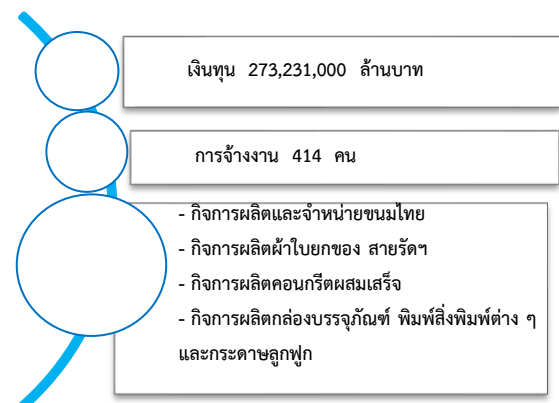 เงินทุน 273,231,000 ล้านบาท
การจ้างงาน 414 คน
- กิจการผลิตและจำหน่ายขนมไทย
- กิจการผลิตผ้าใบยกของ สายรัดฯ
- กิจการผลิตคอนกรีตผสมเสร็จ
- กิจการผลิตกล่องบรรจุภัณฑ์ พิมพ์สิ่งพิมพ์ต่าง ๆ
และกระดาษลูกฟูก